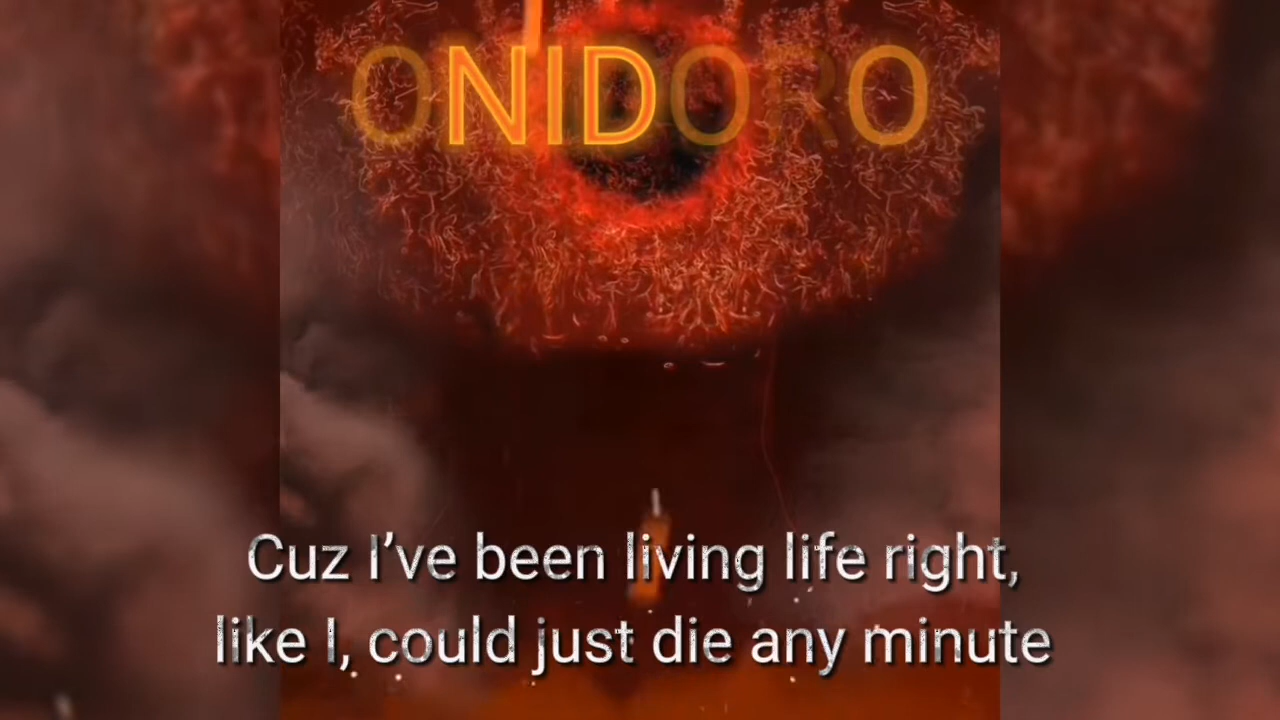 ONIDORO
Cuz I’ve been living life right,
like I, could just die any minute